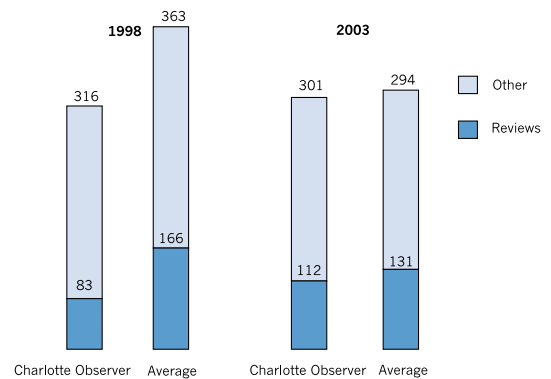 1998
2003
363
316
166
83
301
294
112
131
Other
Reviews
Charlotte Observer
Average
Charlotte Observer
Average